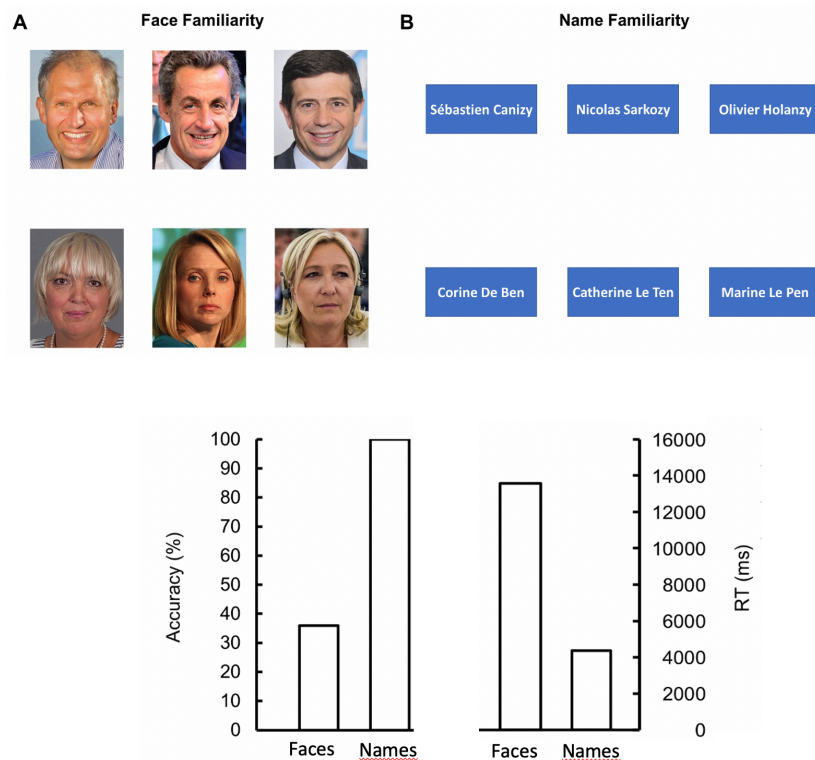 A Face Familiarity
B Name Familiarity
Sébastien Canizy
Nicolas Sarkozy
Olivier Holanzy
Corine De Ben
Catherine Le Ten
Marine Le Pen
Accuracy (%)
100
90
80
70
60
50
40
30
20
10
0
Faces Names
16000
14000
12000
10000
8000
6000
4000
2000
0
RT (ms)
Faces Names